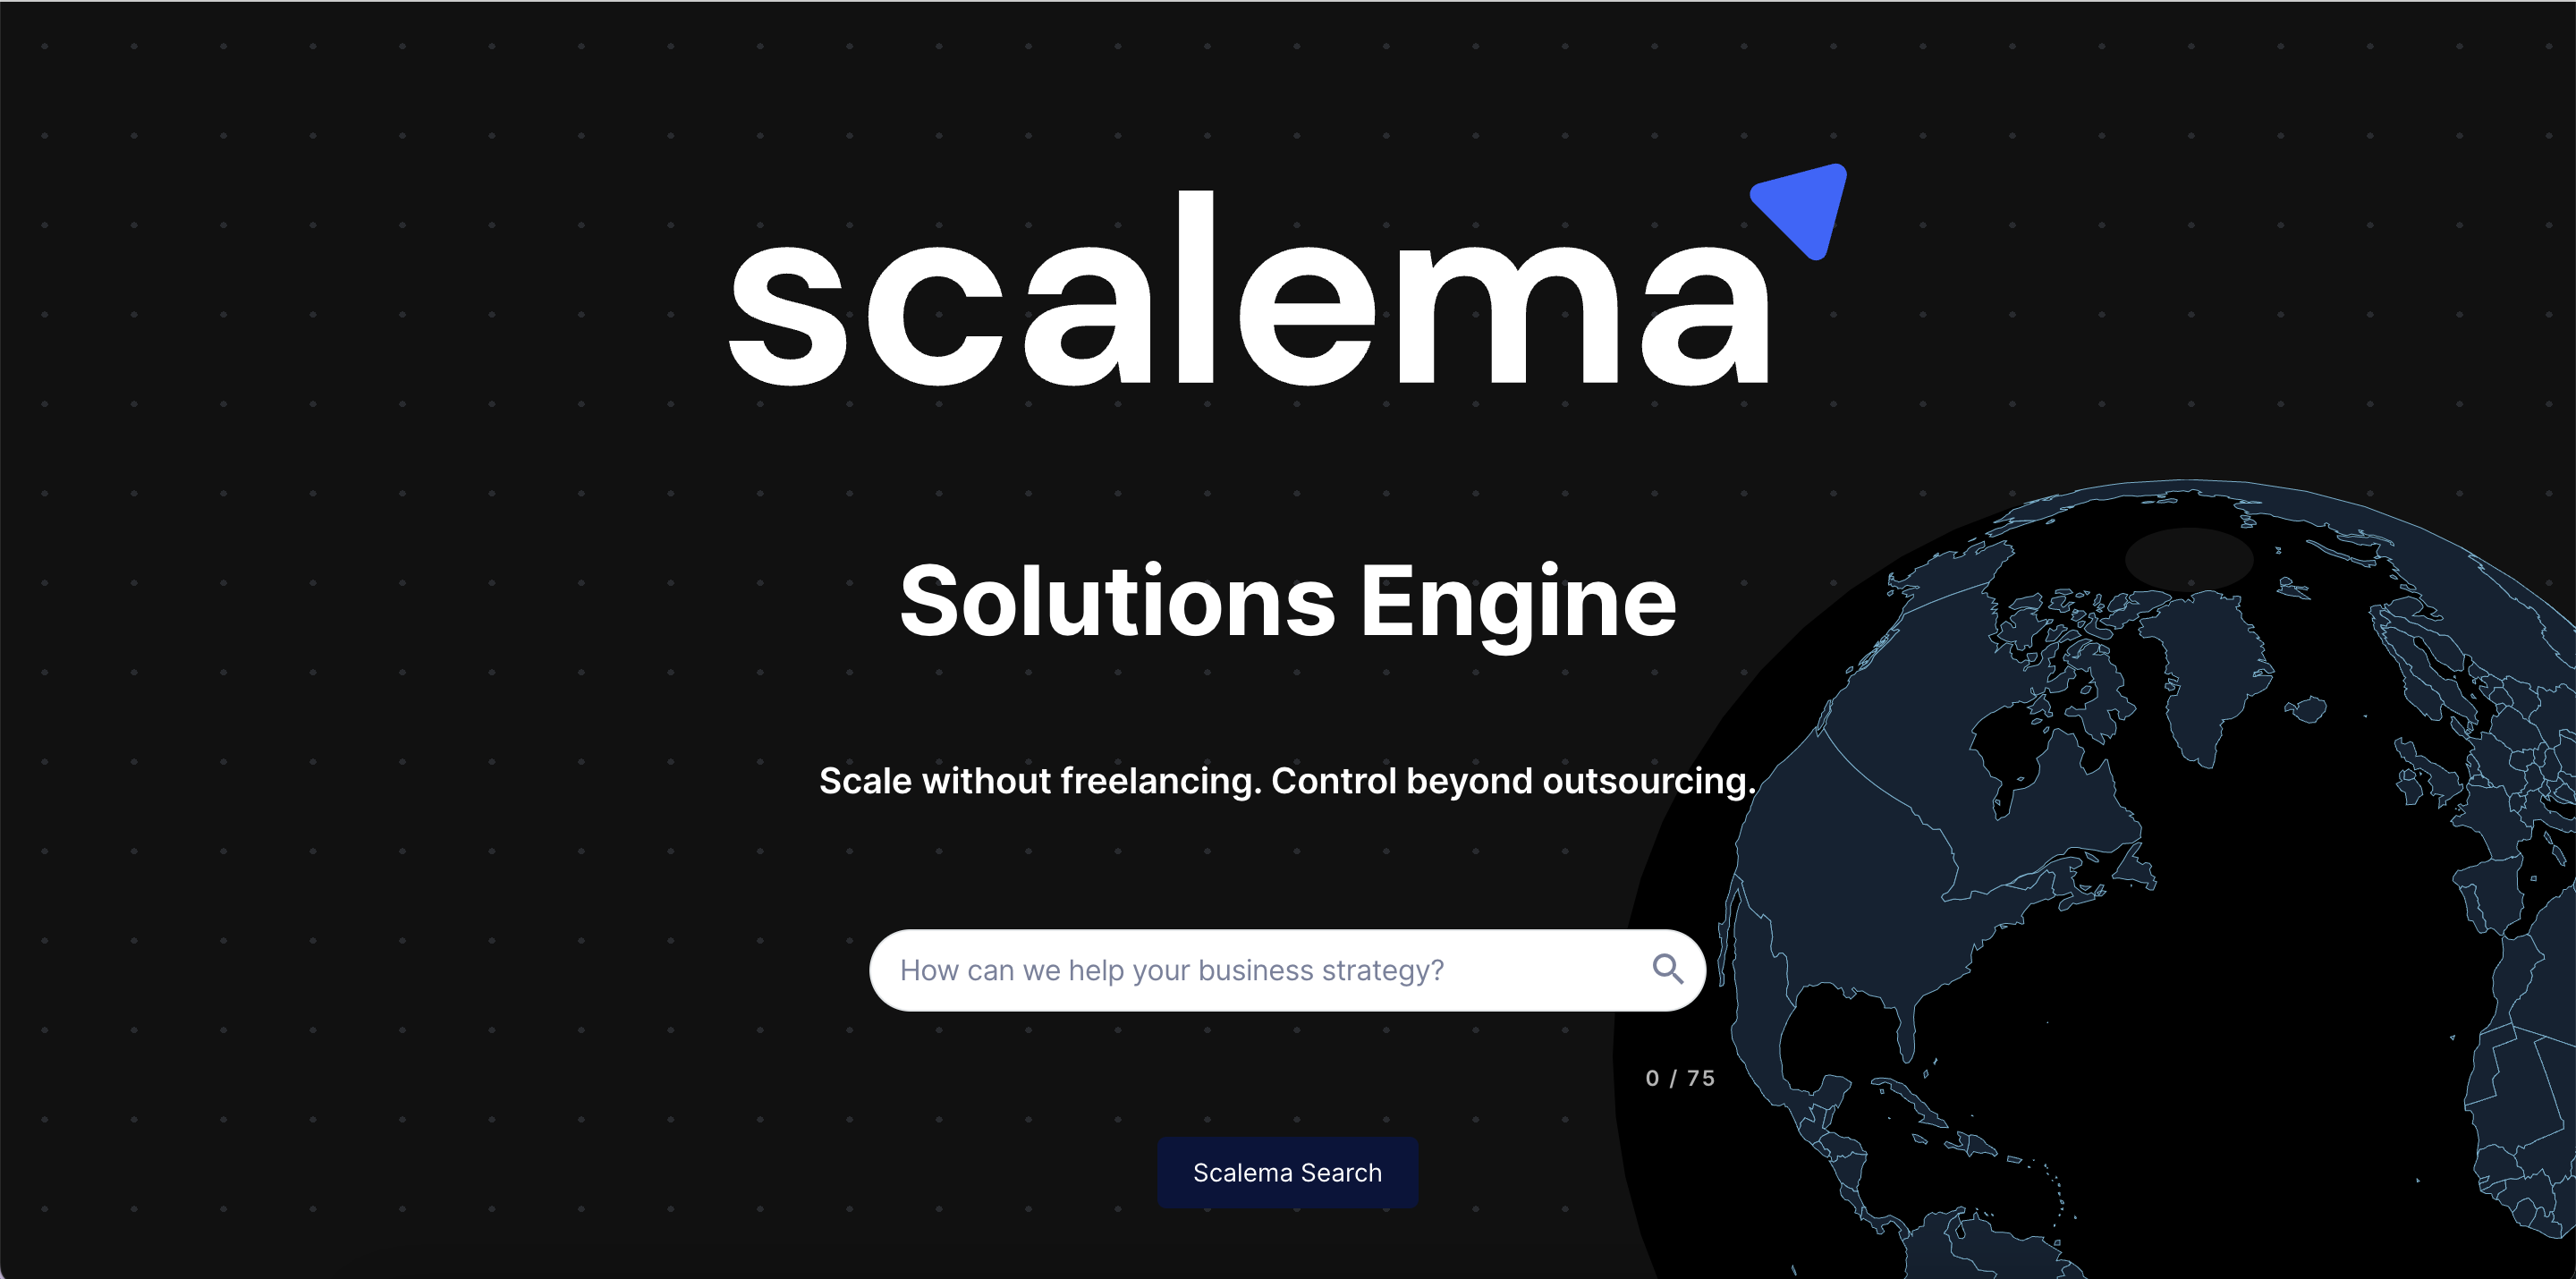 scalema
Solutions Engine
Scale without freelancing. Control beyond outsourcing.
How can we help your business strategy?
0 / 75
Scalema Search